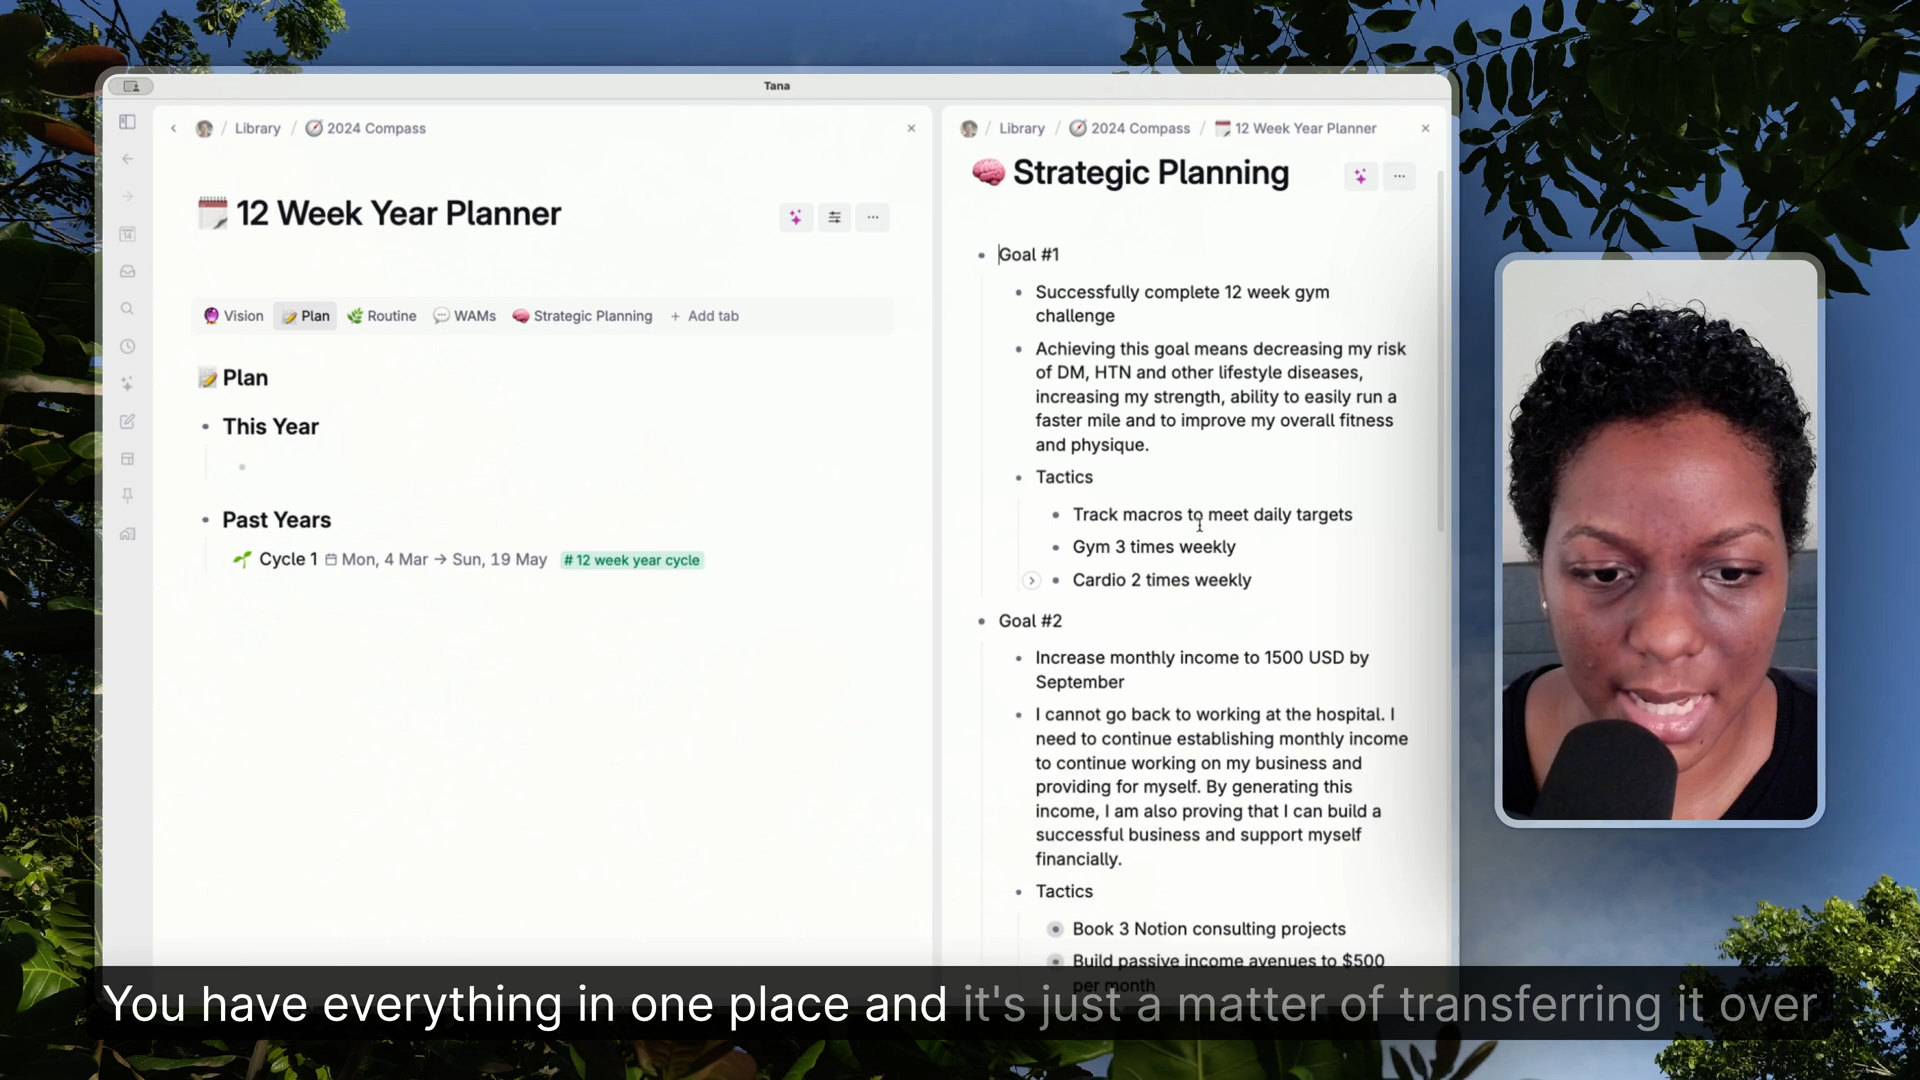 Tana
Library / 2024 Compass
12 Week Year Planner
Vision Plan Routine WAMs Strategic Planning + Add tab
Plan
This Year
Past Years
Cycle 1 Mon, 4 Mar → Sun, 19 May # 12 week year cycle
Library / 2024 Compass / 12 Week Year Planner
Strategic Planning
Goal #1
Successfully complete 12 week gym
challenge
Achieving this goal means decreasing my risk
of DM, HTN and other lifestyle diseases,
increasing my strength, ability to easily run a
faster mile and to improve my overall fitness
and physique.
Tactics
Track macros to meet daily targets
Gym 3 times weekly
Cardio 2 times weekly
Goal #2
Increase monthly income to 1500 USD by
September
I cannot go back to working at the hospital. I
need to continue establishing monthly income
to continue working on my business and
providing for myself. By generating this
income, I am also proving that I can build a
successful business and support myself
financially.
Tactics
Book 3 Notion consulting projects
Build passive income avenues to $500
per month
You have everything in one place and it's just a matter of transferring it over